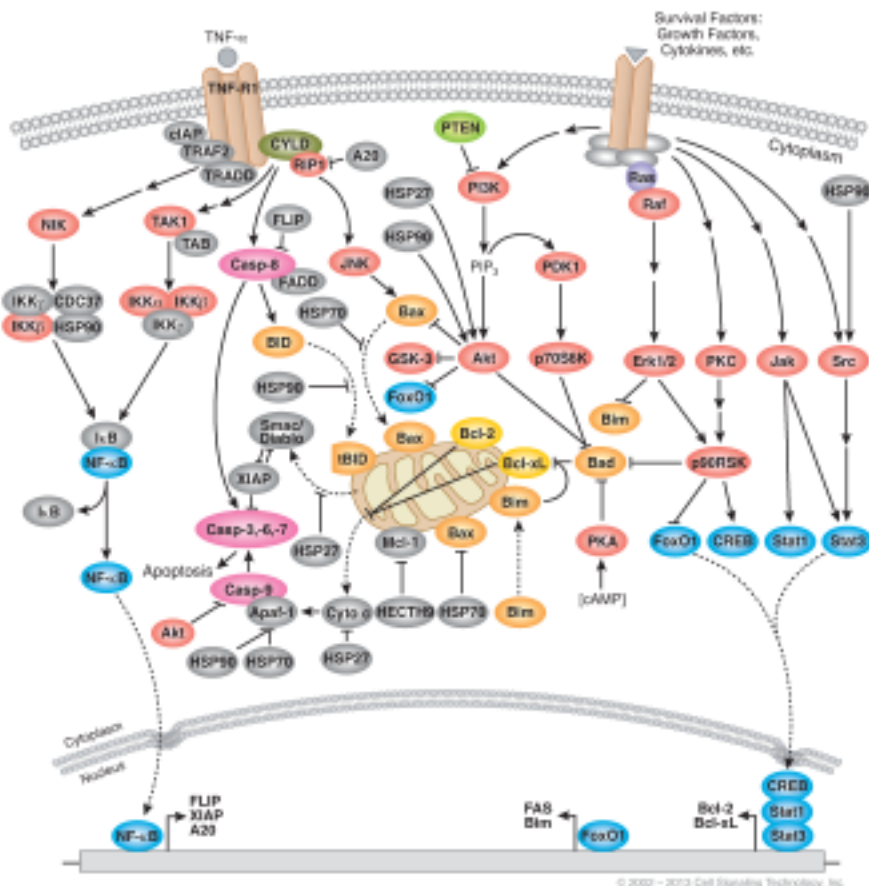 Survival Factors:
Growth Factors,
Cytokines, etc.
TNF-α
TNF-R1
cIAP
TRAF2
TRADD
CYLD
RIP1
A20
PTEN
Cytoplasm
HSP27
PI3K
Ras
Raf
HSP90
NIK
TAK1
TAB
FLIP
HSP90
JNK
PIP3
PDK1
Casp-8
FADD
IKKγ
CDC37
IKKα
IKKβ
IKKβ
HSP90
IKKγ
HSP70
Bax
BID
GSK-3
Akt
p70S6K
Erk1/2
PKC
Jak
Src
HSP90
FoxO1
Bim
Smac/
Diablo
Bax
Bcl-2
IκB
NF-κB
tBID
Bcl-xL
Bad
p90RSK
XIAP
Bim
IκB
Casp-3,-6,-7
HSP27
Mcl-1
Bax
PKA
FoxO1
CREB
Stat1
Stat3
NF-κB
Apoptosis
Casp-9
[cAMP]
Apaf-1
Cyto c
HECTH9
HSP70
Bim
Akt
HSP90
HSP70
HSP27
Cytoplasm
Nucleus
FLIP
XIAP
A20
NF-κB
FAS
Bim
FoxO1
Bcl-2
Bcl-xL
CREB
Stat1
Stat3
© 2002 – 2013 Cell Signaling Technology, Inc.